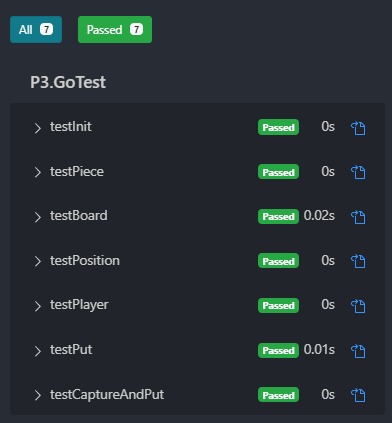 All 7 Passed 7
P3.GoTest
testInit Passed 0s
testPiece Passed 0s
testBoard Passed 0.02s
testPosition Passed 0s
testPlayer Passed 0s
testPut Passed 0.01s
testCaptureAndPut Passed 0s